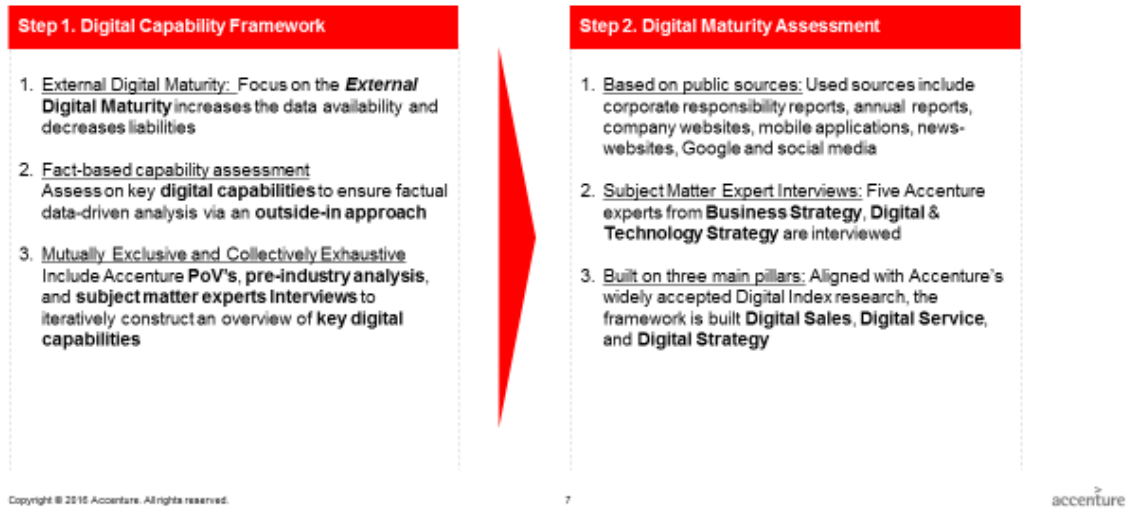 Step 1. Digital Capability Framework
1. External Digital Maturity: Focus on the External
Digital Maturity increases the data availability and
decreases liabilities
2. Fact-based capability assessment
Assess on key digital capabilities to ensure factual
data-driven analysis via an outside-in approach
3. Mutually Exclusive and Collectively Exhaustive
Include Accenture PoV's, pre-industry analysis,
and subject matter experts Interviews to
iteratively construct an overview of key digital
capabilities
Step 2. Digital Maturity Assessment
1. Based on public sources: Used sources include
corporate responsibility reports, annual reports,
company websites, mobile applications, news-
websites, Google and social media
2. Subject Matter Expert Interviews: Five Accenture
experts from Business Strategy, Digital &
Technology Strategy are interviewed
3. Built on three main pillars: Aligned with Accenture's
widely accepted Digital Index research, the
framework is built Digital Sales, Digital Service,
and Digital Strategy
Copyright © 2016 Accenture. All rights reserved.
7
accenture